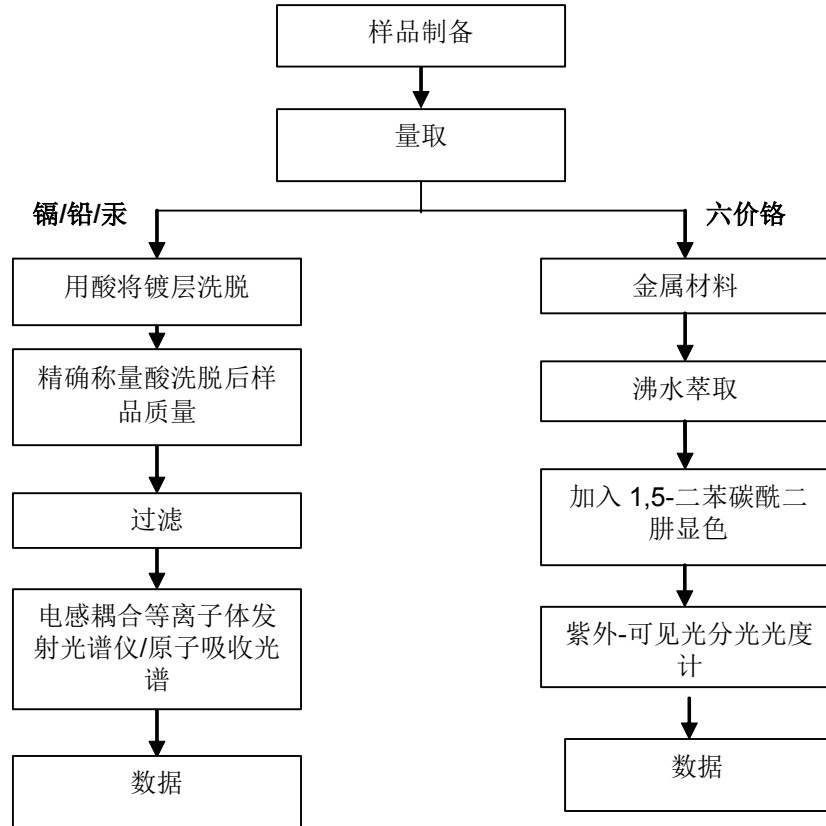 样品制备
量取
镉/铅/汞
用酸将镀层洗脱
精确称量酸洗脱后样
品质量
过滤
电感耦合等离子体发
射光谱仪/原子吸收光
谱
数据
六价铬
金属材料
沸水萃取
加入 1,5-二苯碳酰二
肼显色
紫外-可见光分光光度
计
数据